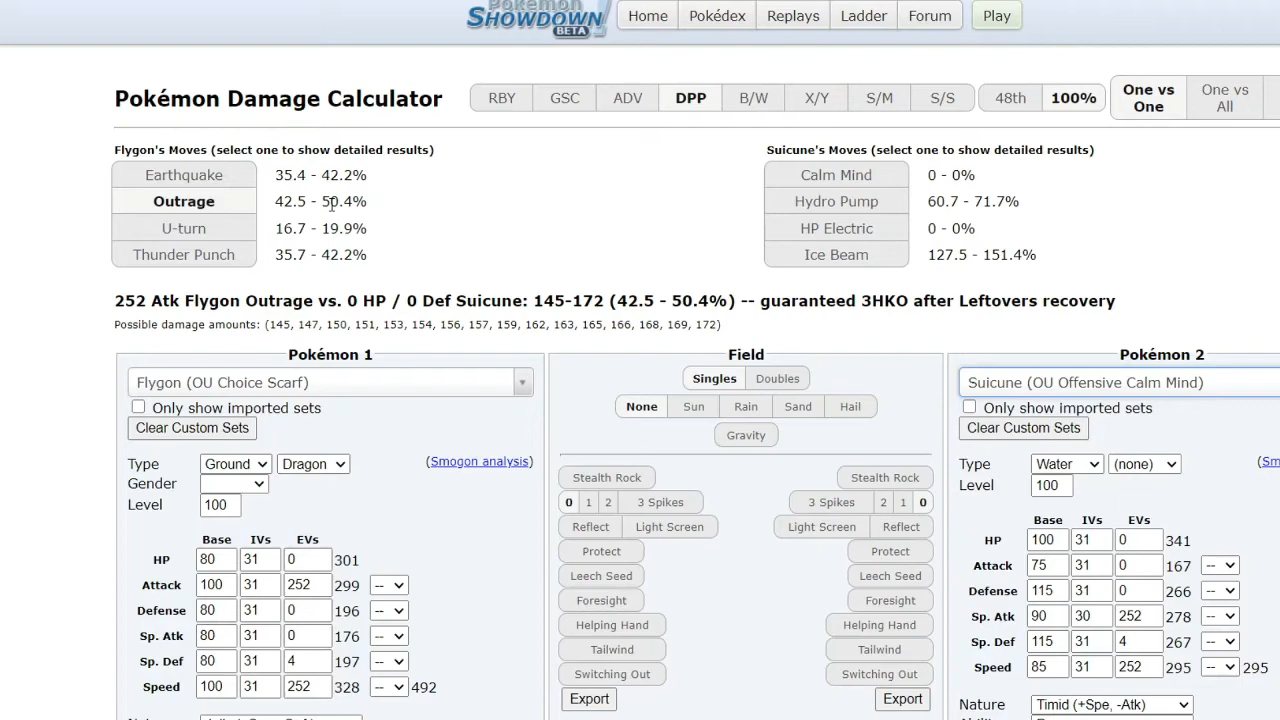 Pokémon
SHOWDOWN
BETA
Home Pokédex Replays Ladder Forum Play
Pokémon Damage Calculator RBY GSC ADV DPP B/W X/Y S/M S/S 48th 100% One vs One One vs All
Flygon's Moves (select one to show detailed results)
Earthquake 35.4 - 42.2%
Outrage 42.5 - 50.4%
U-turn 16.7 - 19.9%
Thunder Punch 35.7 - 42.2%
Suicune's Moves (select one to show detailed results)
Calm Mind 0 - 0%
Hydro Pump 60.7 - 71.7%
HP Electric 0 - 0%
Ice Beam 127.5 - 151.4%
252 Atk Flygon Outrage vs. 0 HP / 0 Def Suicune: 145-172 (42.5 - 50.4%) -- guaranteed 3HKO after Leftovers recovery
Possible damage amounts: (145, 147, 150, 151, 153, 154, 156, 157, 159, 162, 163, 165, 166, 168, 169, 172)
Pokémon 1
Flygon (OU Choice Scarf)
Only show imported sets
Clear Custom Sets
Type Ground Dragon (Smogon analysis)
Gender
Level 100
Base IVs EVs
HP 80 31 0 301
Attack 100 31 252 299 --
Defense 80 31 0 196 --
Sp. Atk 80 31 0 176 --
Sp. Def 80 31 4 197 --
Speed 100 31 252 328 -- 492
Field
Singles Doubles
None Sun Rain Sand Hail
Gravity
Stealth Rock Stealth Rock
0 1 2 3 Spikes 3 Spikes 2 1 0
Reflect Light Screen Light Screen Reflect
Protect Protect
Leech Seed Leech Seed
Foresight Foresight
Helping Hand Helping Hand
Tailwind Tailwind
Switching Out Switching Out
Export Export
Pokémon 2
Suicune (OU Offensive Calm Mind)
Only show imported sets
Clear Custom Sets
Type Water (none) (Sm
Level 100
Base IVs EVs
HP 100 31 0 341
Attack 75 31 0 167 --
Defense 115 31 0 266 --
Sp. Atk 90 30 252 278 --
Sp. Def 115 31 4 267 --
Speed 85 31 252 295 -- 295
Nature Timid (+Spe, -Atk)